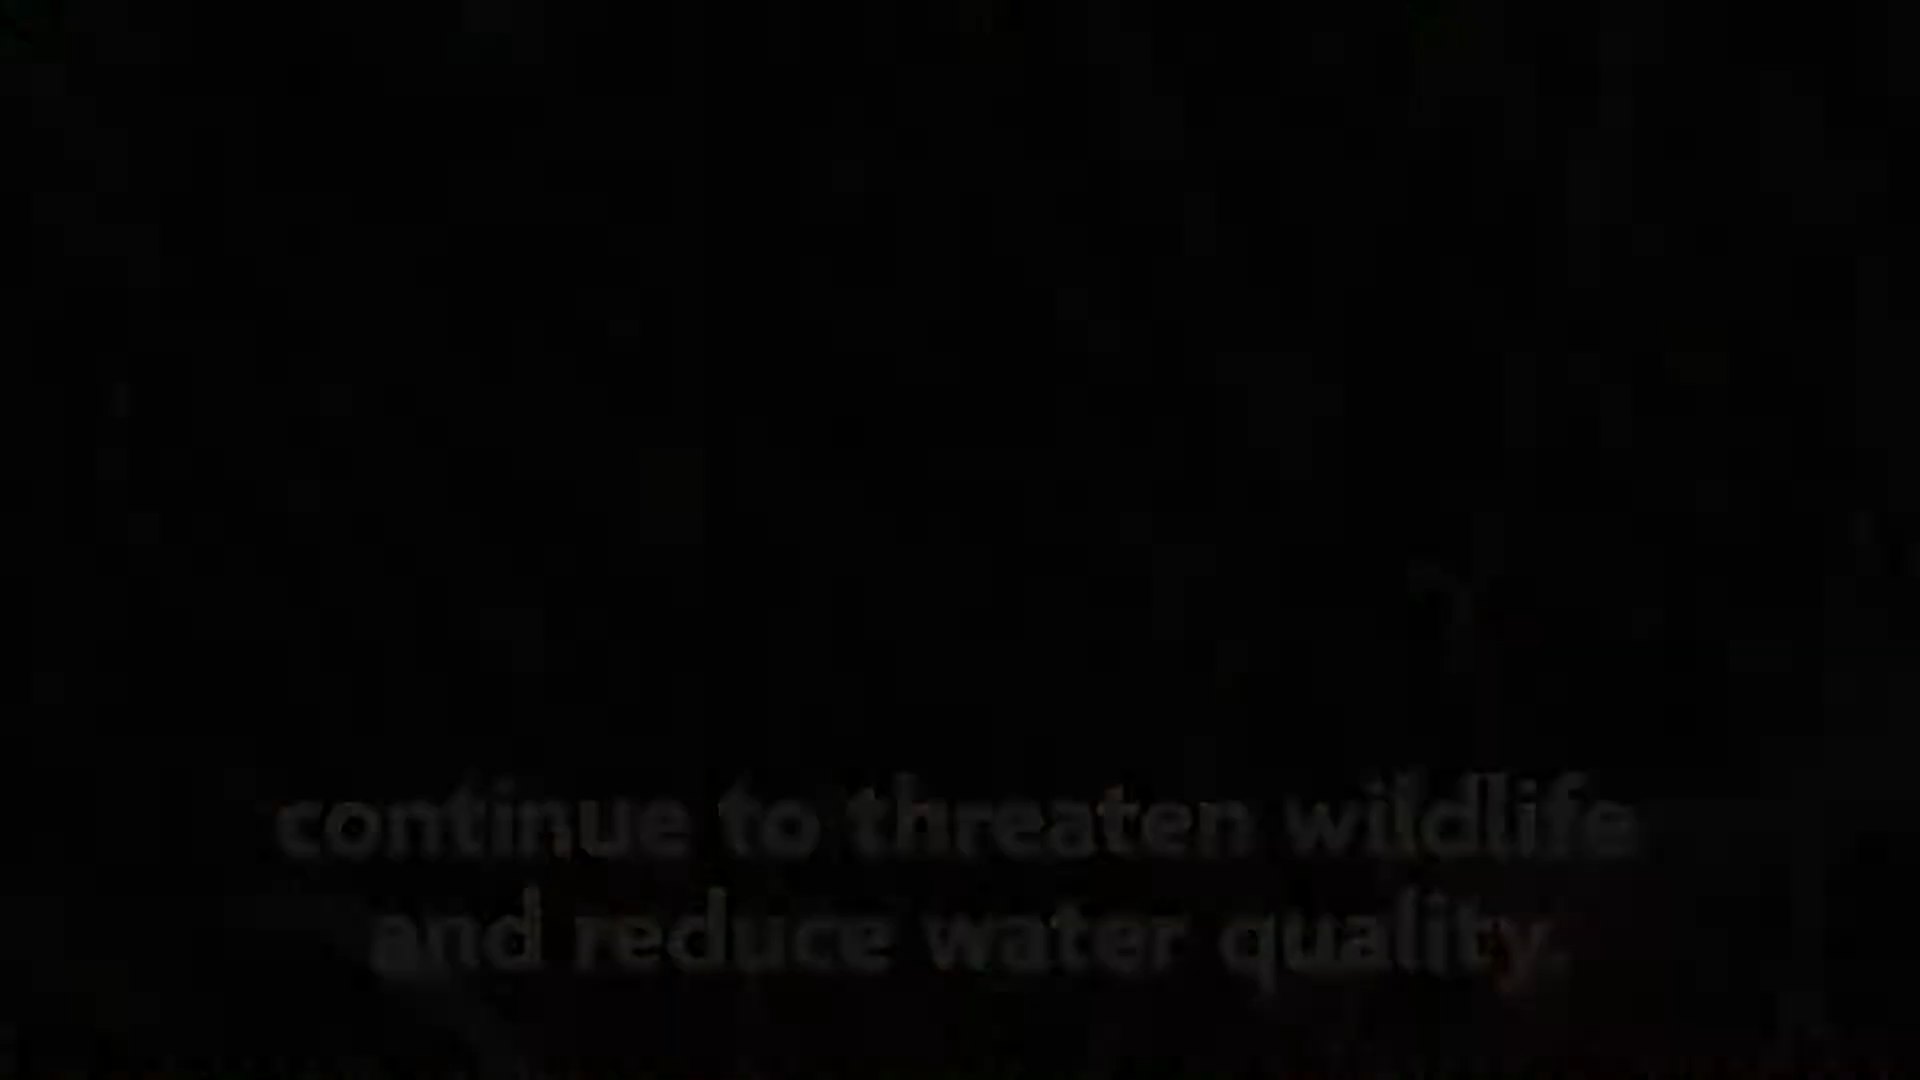 continue to threaten wildlife
and reduce water quality.